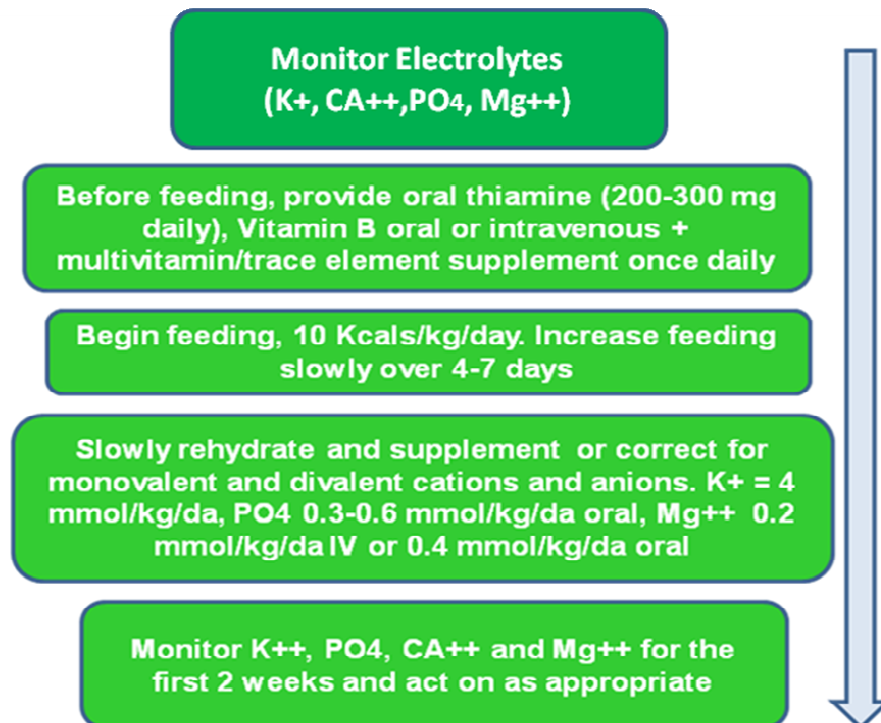 Monitor Electrolytes
(K+, CA++,PO4, Mg++)
Before feeding, provide oral thiamine (200-300 mg
daily), Vitamin B oral or intravenous +
multivitamin/trace element supplement once daily
Begin feeding, 10 Kcals/kg/day. Increase feeding
slowly over 4-7 days
Slowly rehydrate and supplement or correct for
monovalent and divalent cations and anions. K+ = 4
mmol/kg/da, PO4 0.3-0.6 mmol/kg/da oral, Mg++ 0.2
mmol/kg/da IV or 0.4 mmol/kg/da oral
Monitor K++, PO4, CA++ and Mg++ for the
first 2 weeks and act on as appropriate